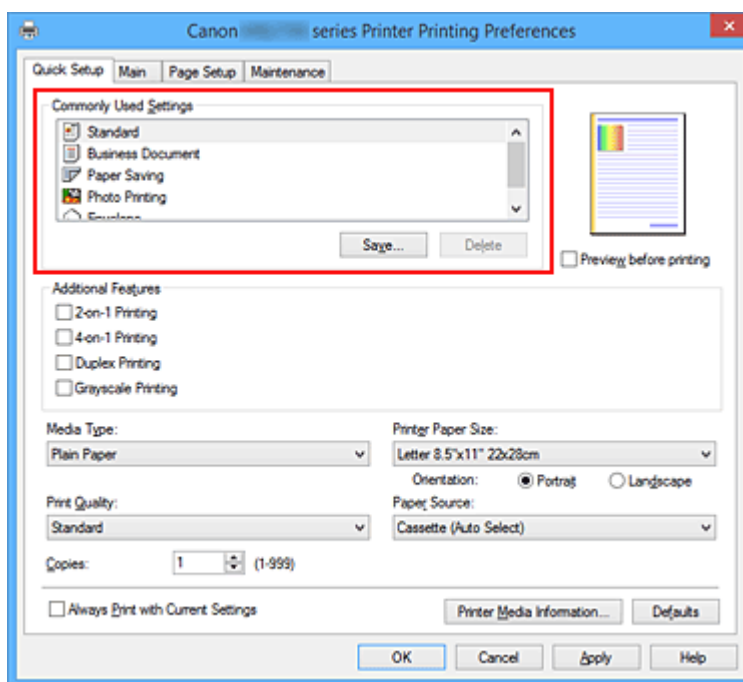 Canon series Printer Printing Preferences
Quick Setup Main Page Setup Maintenance
Commonly Used Settings
Standard
Business Document
Paper Saving
Photo Printing
Envelope
Save... Delete
Preview before printing
Additional Features
2-on-1 Printing
4-on-1 Printing
Duplex Printing
Grayscale Printing
Media Type: Printer Paper Size:
Plain Paper Letter 8.5"x11" 22x28cm
Orientation: Portrait Landscape
Print Quality: Paper Source:
Standard Cassette (Auto Select)
Copies: 1 (1-999)
Always Print with Current Settings Printer Media Information... Defaults
OK Cancel Apply Help